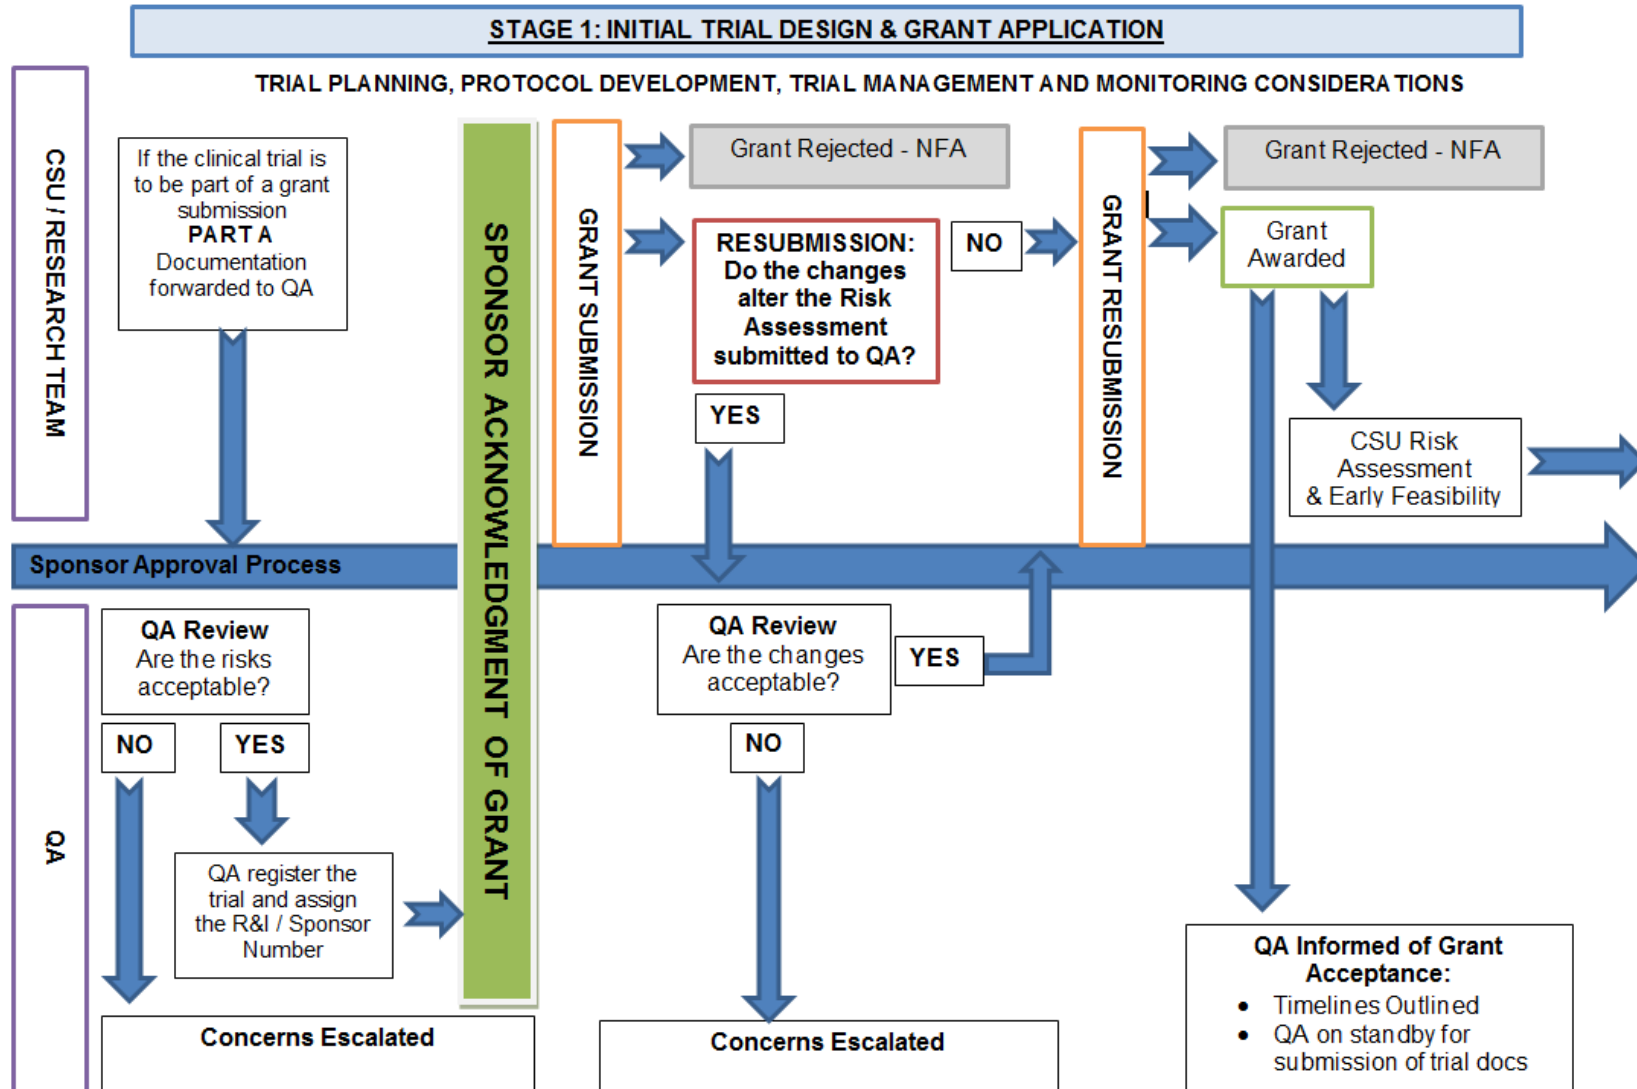 STAGE 1: INITIAL TRIAL DESIGN & GRANT APPLICATION
TRIAL PLANNING, PROTOCOL DEVELOPMENT, TRIAL MANAGEMENT AND MONITORING CONSIDERATIONS
CSU / RESEARCH TEAM
If the clinical trial is
to be part of a grant
submission
PART A
Documentation
forwarded to QA
SPONSOR ACKNOWLEDGMENT OF GRANT
GRANT SUBMISSION
Grant Rejected - NFA
RESUBMISSION:
Do the changes
alter the Risk
Assessment
submitted to QA?
NO
YES
GRANT RESUBMISSION
Grant Rejected - NFA
Grant
Awarded
CSU Risk
Assessment
& Early Feasibility
Sponsor Approval Process
QA
QA Review
Are the risks
acceptable?
NO
YES
QA register the
trial and assign
the R&I / Sponsor
Number
Concerns Escalated
QA Review
Are the changes
acceptable?
YES
NO
Concerns Escalated
QA Informed of Grant
Acceptance:
• Timelines Outlined
• QA on standby for
submission of trial docs